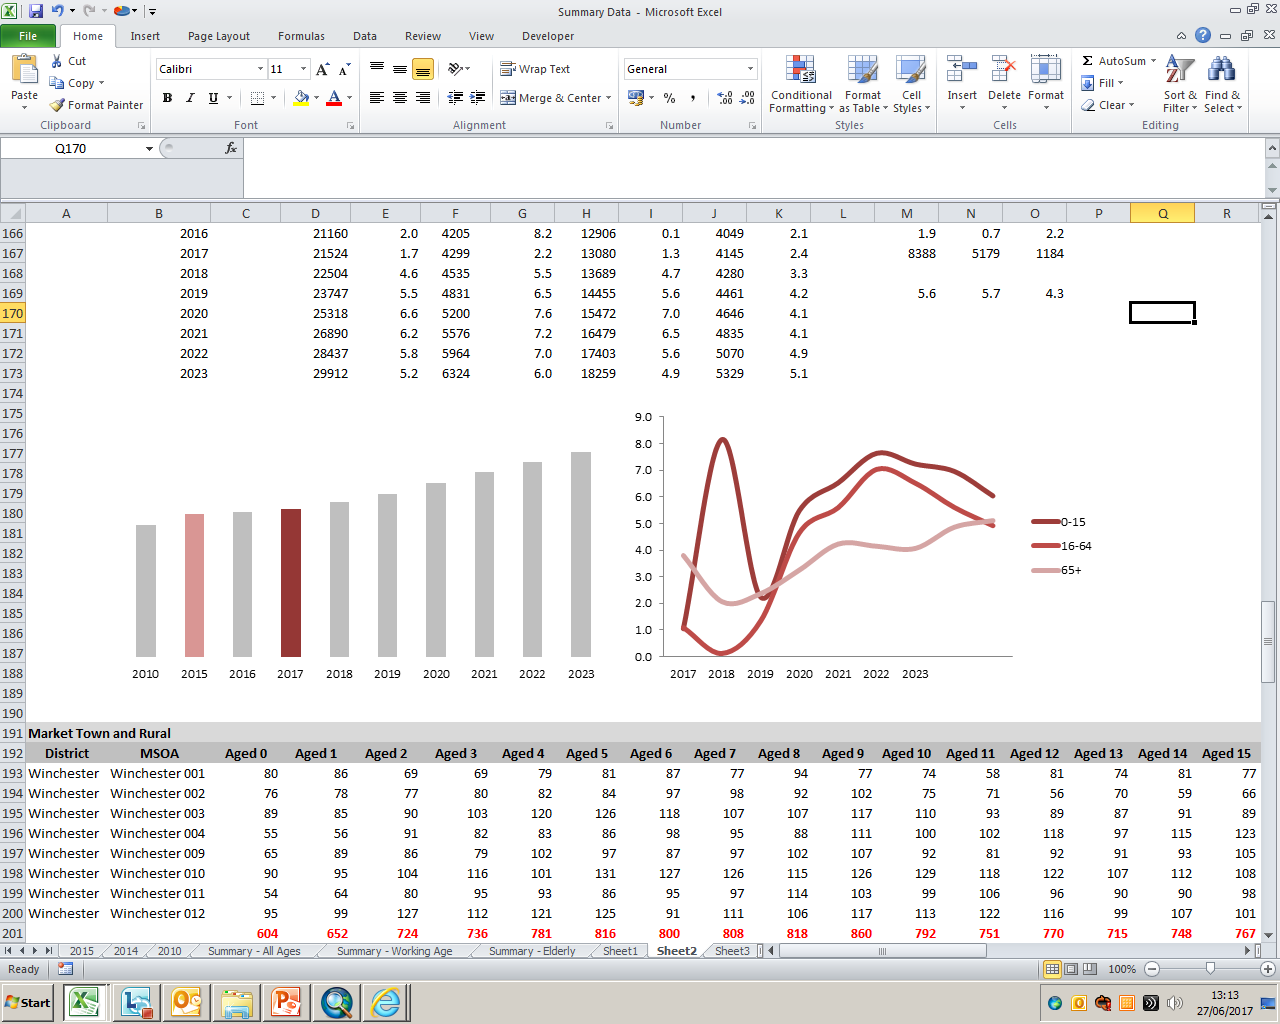 Summary Data - Microsoft Excel
File Home Insert Page Layout Formulas Data Review View Developer
Paste Cut Copy Format Painter Clipboard
Calibri 11 B I U A A A Font
Wrap Text Merge & Center Alignment
General % , .00 .00 Number
Conditional Formatting Format as Table Cell Styles Styles
Insert Delete Format Cells
Σ AutoSum Fill Clear Sort & Filter Find & Select Editing
Q170 fx
A B C D E F G H I J K L M N O P Q R
166 2016 21160 2.0 4205 8.2 12906 0.1 4049 2.1 1.9 0.7 2.2
167 2017 21524 1.7 4299 2.2 13080 1.3 4145 2.4 8388 5179 1184
168 2018 22504 4.6 4535 5.5 13689 4.7 4280 3.3
169 2019 23747 5.5 4831 6.5 14455 5.6 4461 4.2 5.6 5.7 4.3
170 2020 25318 6.6 5200 7.6 15472 7.0 4646 4.1
171 2021 26890 6.2 5576 7.2 16479 6.5 4835 4.1
172 2022 28437 5.8 5964 7.0 17403 5.6 5070 4.9
173 2023 29912 5.2 6324 6.0 18259 4.9 5329 5.1
174
175
176
177
178
179
180
181
182
183
184
185
186
187
188
189
190
2010 2015 2016 2017 2018 2019 2020 2021 2022 2023
9.0
8.0
7.0
6.0
5.0
4.0
3.0
2.0
1.0
0.0
2017 2018 2019 2020 2021 2022 2023
0-15
16-64
65+
191 Market Town and Rural
192 District MSOA Aged 0 Aged 1 Aged 2 Aged 3 Aged 4 Aged 5 Aged 6 Aged 7 Aged 8 Aged 9 Aged 10 Aged 11 Aged 12 Aged 13 Aged 14 Aged 15
193 Winchester Winchester 001 80 86 69 69 79 81 87 77 94 77 74 58 81 74 81 77
194 Winchester Winchester 002 76 78 77 80 82 84 97 98 92 102 75 71 56 70 59 66
195 Winchester Winchester 003 89 85 90 103 120 126 118 107 107 117 110 93 89 87 91 89
196 Winchester Winchester 004 55 56 91 82 83 86 98 95 88 111 100 102 118 97 115 123
197 Winchester Winchester 009 65 89 86 79 102 97 87 97 102 107 92 81 92 91 93 105
198 Winchester Winchester 010 90 95 104 116 101 131 127 126 115 126 129 118 122 107 112 108
199 Winchester Winchester 011 54 64 80 95 93 86 95 97 114 103 99 106 96 90 90 98
200 Winchester Winchester 012 95 99 127 112 121 125 91 111 106 117 113 122 116 99 107 101
201 604 652 724 736 781 816 800 808 818 860 792 751 770 715 748 767
2015 2014 2010 Summary - All Ages Summary - Working Age Summary - Elderly Sheet1 Sheet2 Sheet3
Ready 100%
Start 13:13
27/06/2017